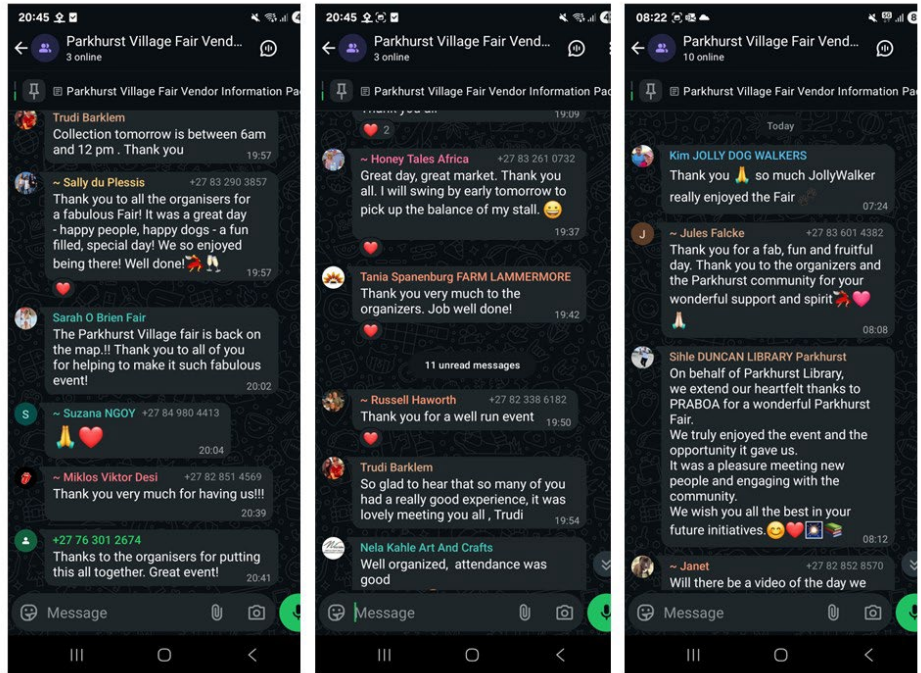 20:45
Parkhurst Village Fair Vend...
3 online
Parkhurst Village Fair Vendor Information Pac
Trudi Barklem
Collection tomorrow is between 6am
and 12 pm . Thank you
19:57
~ Sally du Plessis +27 83 290 3857
Thank you to all the organisers for
a fabulous Fair! It was a great day
- happy people, happy dogs - a fun
filled, special day! We so enjoyed
being there! Well done!💃🥂
19:57
❤️
Sarah O Brien Fair
The Parkhurst Village fair is back on
the map.!! Thank you to all of you
for helping to make it such fabulous
event!
20:02
S
~ Suzana NGOY +27 84 980 4413
🙏❤️
20:04
~ Miklos Viktor Desi +27 82 851 4569
Thank you very much for having us!!!
20:39
+27 76 301 2674
Thanks to the organisers for putting
this all together. Great event!
20:41
Message
20:45
Parkhurst Village Fair Vend...
3 online
Parkhurst Village Fair Vendor Information Pac
19:09
❤️ 2
~ Honey Tales Africa +27 83 261 0732
Great day, great market. Thank you
all. I will swing by early tomorrow to
pick up the balance of my stall. 😀
19:37
❤️
Tania Spanenburg FARM LAMMERMORE
Thank you very much to the
organizers. Job well done!
19:42
❤️
11 unread messages
~ Russell Haworth +27 82 338 6182
Thank you for a well run event
19:50
❤️
Trudi Barklem
So glad to hear that so many of you
had a really good experience, it was
lovely meeting you all , Trudi
19:54
Nela Kahle Art And Crafts
Well organized, attendance was
good
Message
08:22
Parkhurst Village Fair Vend...
10 online
Parkhurst Village Fair Vendor Information Pac
Today
Kim JOLLY DOG WALKERS
Thank you 🙏 so much JollyWalker
really enjoyed the Fair
07:24
J
~ Jules Falcke +27 83 601 4382
Thank you for a fab, fun and fruitful
day. Thank you to the organizers and
the Parkhurst community for your
wonderful support and spirit💃🩷
🙏🏻
08:08
Sihle DUNCAN LIBRARY Parkhurst
On behalf of Parkhurst Library,
we extend our heartfelt thanks to
PRABOA for a wonderful Parkhurst
Fair.
We truly enjoyed the event and the
opportunity it gave us.
It was a pleasure meeting new
people and engaging with the
community.
We wish you all the best in your
future initiatives.😊❤️🎆📚
08:12
~ Janet +27 82 852 8570
Will there be a video of the day we
Message